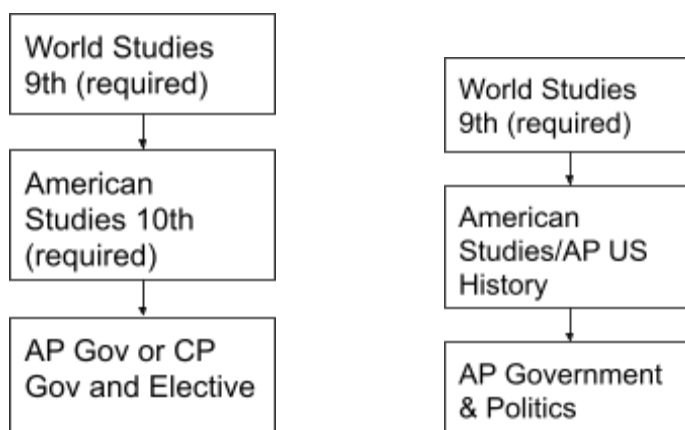 World Studies
9th (required)
American
Studies 10th
(required)
AP Gov or CP
Gov and Elective
World Studies
9th (required)
American
Studies/AP US
History
AP Government
& Politics